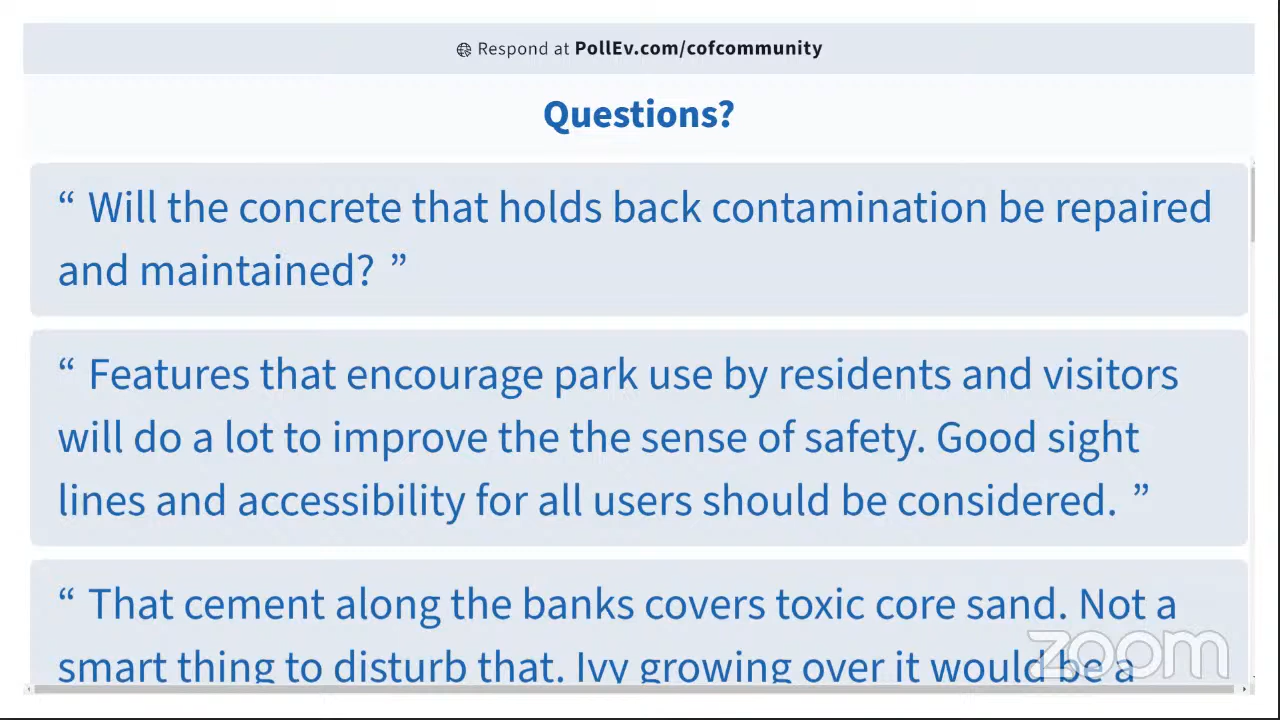 Respond at PollEv.com/cofcommunity
Questions?
“ Will the concrete that holds back contamination be repaired
and maintained? ”
“ Features that encourage park use by residents and visitors
will do a lot to improve the the sense of safety. Good sight
lines and accessibility for all users should be considered. ”
“ That cement along the banks covers toxic core sand. Not a
smart thing to disturb that. Ivy growing over it would be a
zoom